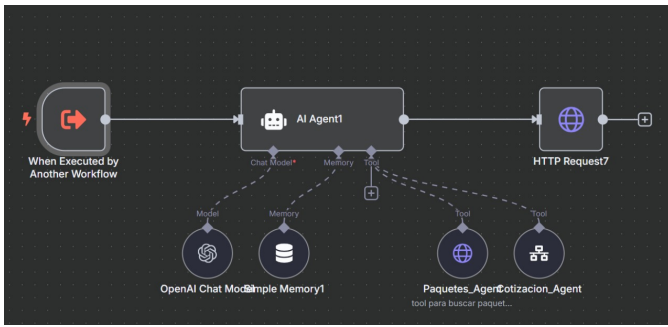 AI Agent1
When Executed by
Another Workflow
Chat Model*
Memory
Tool
HTTP Request7
Model
Memory
Tool
Tool
OpenAI Chat Model
Simple Memory1
Paquetes_Agent
Cotizacion_Agent
tool para buscar paquet...